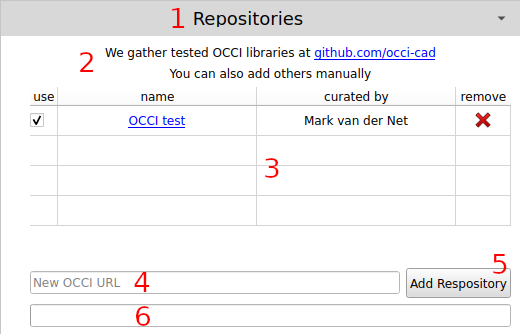 1 Repositories
2 We gather tested OCCI libraries at github.com/occi-cad
You can also add others manually
use name curated by remove
OCCI test Mark van der Net
3
5
New OCCI URL 4 Add Respository
6